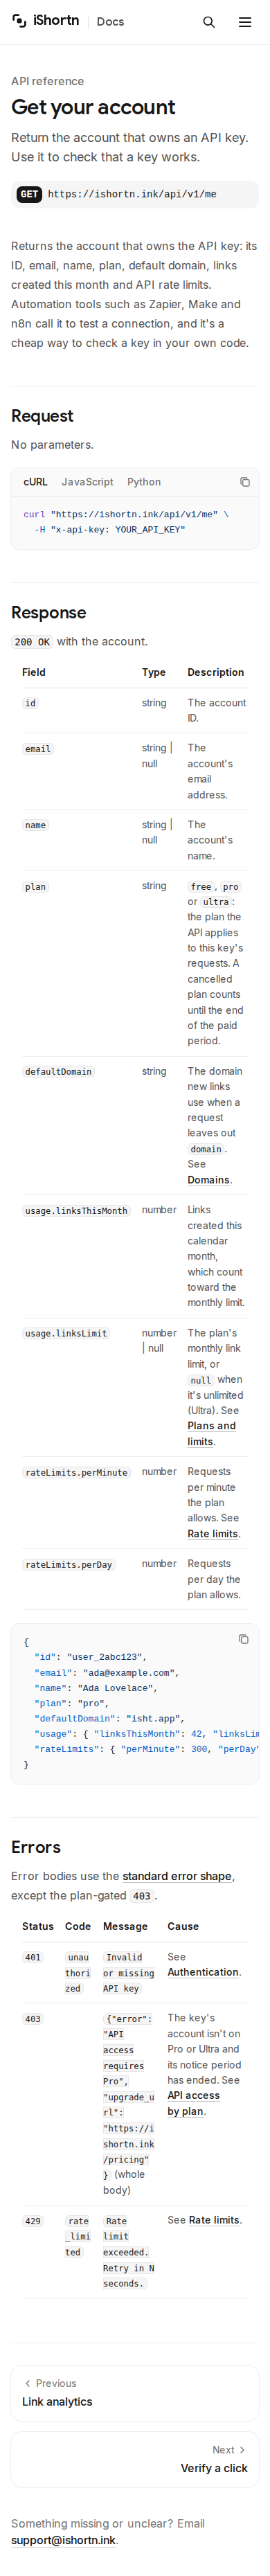 iShortn Docs
API reference
Get your account
Return the account that owns an API key.
Use it to check that a key works.
GET https://ishortn.ink/api/v1/me
Returns the account that owns the API key: its
ID, email, name, plan, default domain, links
created this month and API rate limits.
Automation tools such as Zapier, Make and
n8n call it to test a connection, and it's a
cheap way to check a key in your own code.
Request
No parameters.
cURL JavaScript Python
curl "https://ishortn.ink/api/v1/me" \
-H "x-api-key: YOUR_API_KEY"
Response
200 OK with the account.
Field Type Description
id string The account
ID.
email string | The
null account's
email
address.
name string | The
null account's
name.
plan string free, pro
or ultra:
the plan the
API applies
to this key's
requests. A
cancelled
plan counts
until the end
of the paid
period.
defaultDomain string The domain
new links
use when a
request
leaves out
domain.
See
Domains.
usage.linksThisMonth number Links
created this
calendar
month,
which count
toward the
monthly limit.
usage.linksLimit number The plan's
| null monthly link
limit, or
null when
it's unlimited
(Ultra). See
Plans and
limits.
rateLimits.perMinute number Requests
per minute
the plan
allows. See
Rate limits.
rateLimits.perDay number Requests
per day the
plan allows.
{
"id": "user_2abc123",
"email": "ada@example.com",
"name": "Ada Lovelace",
"plan": "pro",
"defaultDomain": "isht.app",
"usage": { "linksThisMonth": 42, "linksLim
"rateLimits": { "perMinute": 300, "perDay"
}
Errors
Error bodies use the standard error shape,
except the plan-gated 403.
Status Code Message Cause
401 unau Invalid See
thori or missing Authentication.
zed API key
403 {"error": The key's
"API account isn't on
access Pro or Ultra and
requires its notice period
Pro", has ended. See
"upgrade_u API access
rl": by plan.
"https://i
shortn.ink
/pricing"
} (whole
body)
429 rate Rate See Rate limits.
_limi limit
ted exceeded.
Retry in N
seconds.
Previous
Link analytics
Next
Verify a click
Something missing or unclear? Email
support@ishortn.ink.